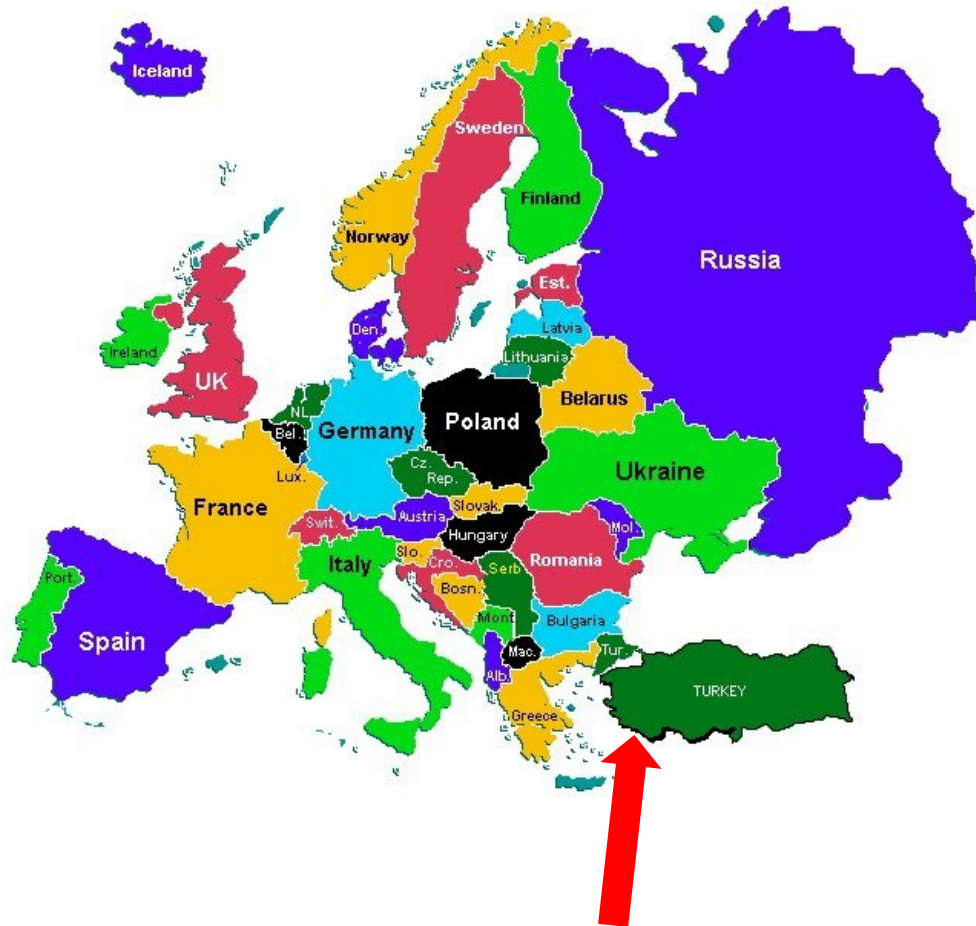 Iceland
Sweden
Finland
Norway
Russia
Est.
Den.
Latvia
Ireland
Lithuania
UK
Belarus
NL
Poland
Bel.
Germany
Cz.
Rep.
Ukraine
Lux.
France
Slovak.
Austria
Swit.
Mol.
Hungary
Slo.
Italy
Cro.
Serb
Romania
Port.
Bosn.
Mont
Bulgaria
Spain
Mac.
Tur.
Alb.
TURKEY
Greece